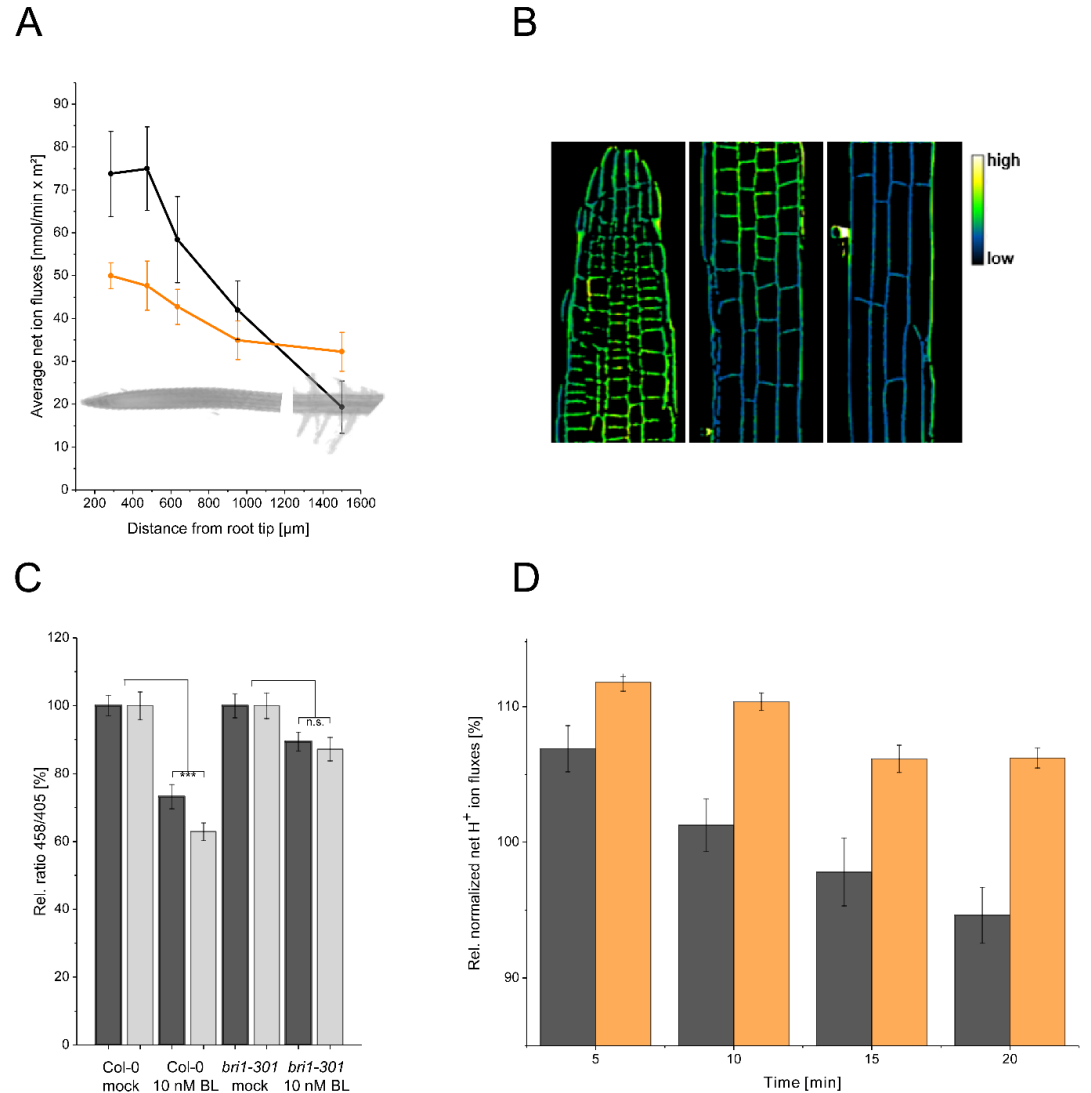 A
Average net ion fluxes [nmol/min x m²]
90
80
70
60
50
40
30
20
10
0
200 400 600 800 1000 1200 1400 1600
Distance from root tip [µm]
B
high
low
C
Rel. ratio 458/405 [%]
120
100
80
60
40
20
0
***
n.s.
Col-0 Col-0 bri1-301 bri1-301
mock 10 nM BL mock 10 nM BL
D
Rel. normalized net H⁺ ion fluxes [%]
110
100
90
5 10 15 20
Time [min]